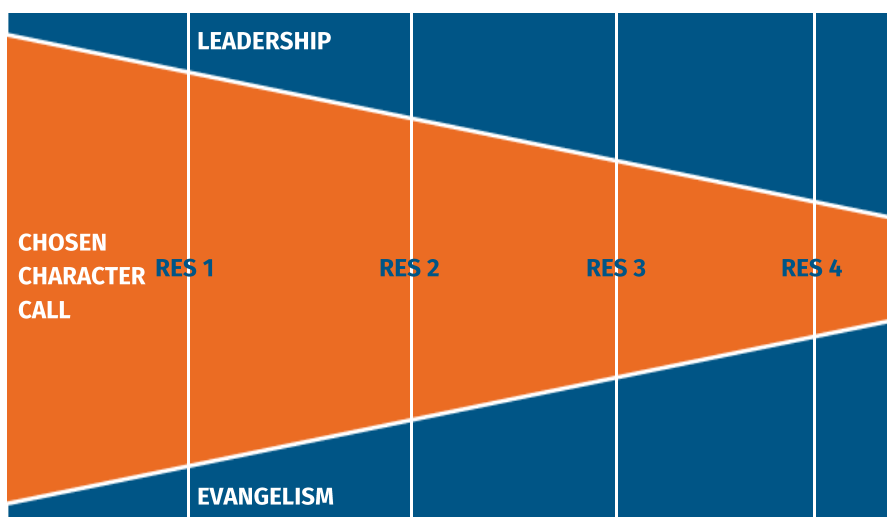 LEADERSHIP
CHOSEN
CHARACTER
CALL
RES 1
RES 2
RES 3
RES 4
EVANGELISM